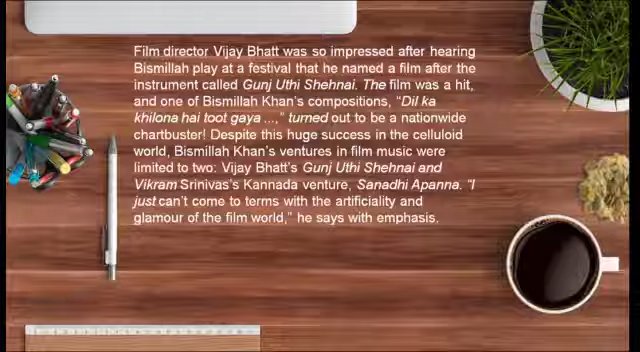 Film director Vijay Bhatt was so impressed after hearing
Bismillah play at a festival that he named a film after the
instrument called Gunj Uthi Shehnai. The film was a hit,
and one of Bismillah Khan's compositions, “Dil ka
khilona hai toot gaya ...,” turned out to be a nationwide
chartbuster! Despite this huge success in the celluloid
world, Bismillah Khan's ventures in film music were
limited to two: Vijay Bhatt's Gunj Uthi Shehnai and
Vikram Srinivas's Kannada venture, Sanadhi Apanna. “I
just can't come to terms with the artificiality and
glamour of the film world,” he says with emphasis.